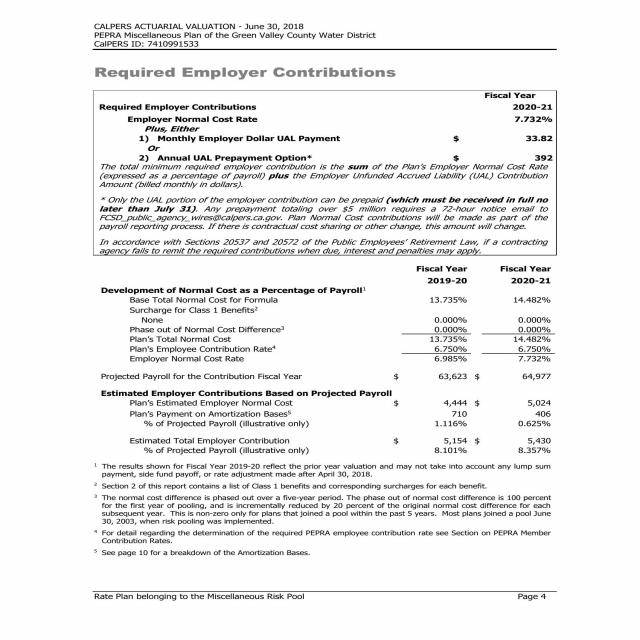 CALPERS ACTUARIAL VALUATION - June 30, 2018
PEPRA Miscellaneous Plan of the Green Valley County Water District
CalPERS ID: 7410991533
Required Employer Contributions
Fiscal Year
Required Employer Contributions 2020-21
Employer Normal Cost Rate 7.732%
Plus, Either
1) Monthly Employer Dollar UAL Payment $ 33.82
Or
2) Annual UAL Prepayment Option* $ 392
The total minimum required employer contribution is the sum of the Plan's Employer Normal Cost Rate
(expressed as a percentage of payroll) plus the Employer Unfunded Accrued Liability (UAL) Contribution
Amount (billed monthly in dollars).
* Only the UAL portion of the employer contribution can be prepaid (which must be received in full no
later than July 31). Any prepayment totaling over $5 million requires a 72-hour notice email to
FCSD_public_agency_wires@calpers.ca.gov. Plan Normal Cost contributions will be made as part of the
payroll reporting process. If there is contractual cost sharing or other change, this amount will change.
In accordance with Sections 20537 and 20572 of the Public Employees' Retirement Law, if a contracting
agency fails to remit the required contributions when due, interest and penalties may apply.
Fiscal Year Fiscal Year
2019-20 2020-21
Development of Normal Cost as a Percentage of Payroll1
Base Total Normal Cost for Formula 13.735% 14.482%
Surcharge for Class 1 Benefits2
None 0.000% 0.000%
Phase out of Normal Cost Difference3 0.000% 0.000%
Plan's Total Normal Cost 13.735% 14.482%
Plan's Employee Contribution Rate4 6.750% 6.750%
Employer Normal Cost Rate 6.985% 7.732%
Projected Payroll for the Contribution Fiscal Year $ 63,623 $ 64,977
Estimated Employer Contributions Based on Projected Payroll
Plan's Estimated Employer Normal Cost $ 4,444 $ 5,024
Plan's Payment on Amortization Bases5 710 406
% of Projected Payroll (illustrative only) 1.116% 0.625%
Estimated Total Employer Contribution $ 5,154 $ 5,430
% of Projected Payroll (illustrative only) 8.101% 8.357%
1 The results shown for Fiscal Year 2019-20 reflect the prior year valuation and may not take into account any lump sum
payment, side fund payoff, or rate adjustment made after April 30, 2018.
2 Section 2 of this report contains a list of Class 1 benefits and corresponding surcharges for each benefit.
3 The normal cost difference is phased out over a five-year period. The phase out of normal cost difference is 100 percent
for the first year of pooling, and is incrementally reduced by 20 percent of the original normal cost difference for each
subsequent year. This is non-zero only for plans that joined a pool within the past 5 years. Most plans joined a pool June
30, 2003, when risk pooling was implemented.
4 For detail regarding the determination of the required PEPRA employee contribution rate see Section on PEPRA Member
Contribution Rates.
5 See page 10 for a breakdown of the Amortization Bases.
Rate Plan belonging to the Miscellaneous Risk Pool Page 4